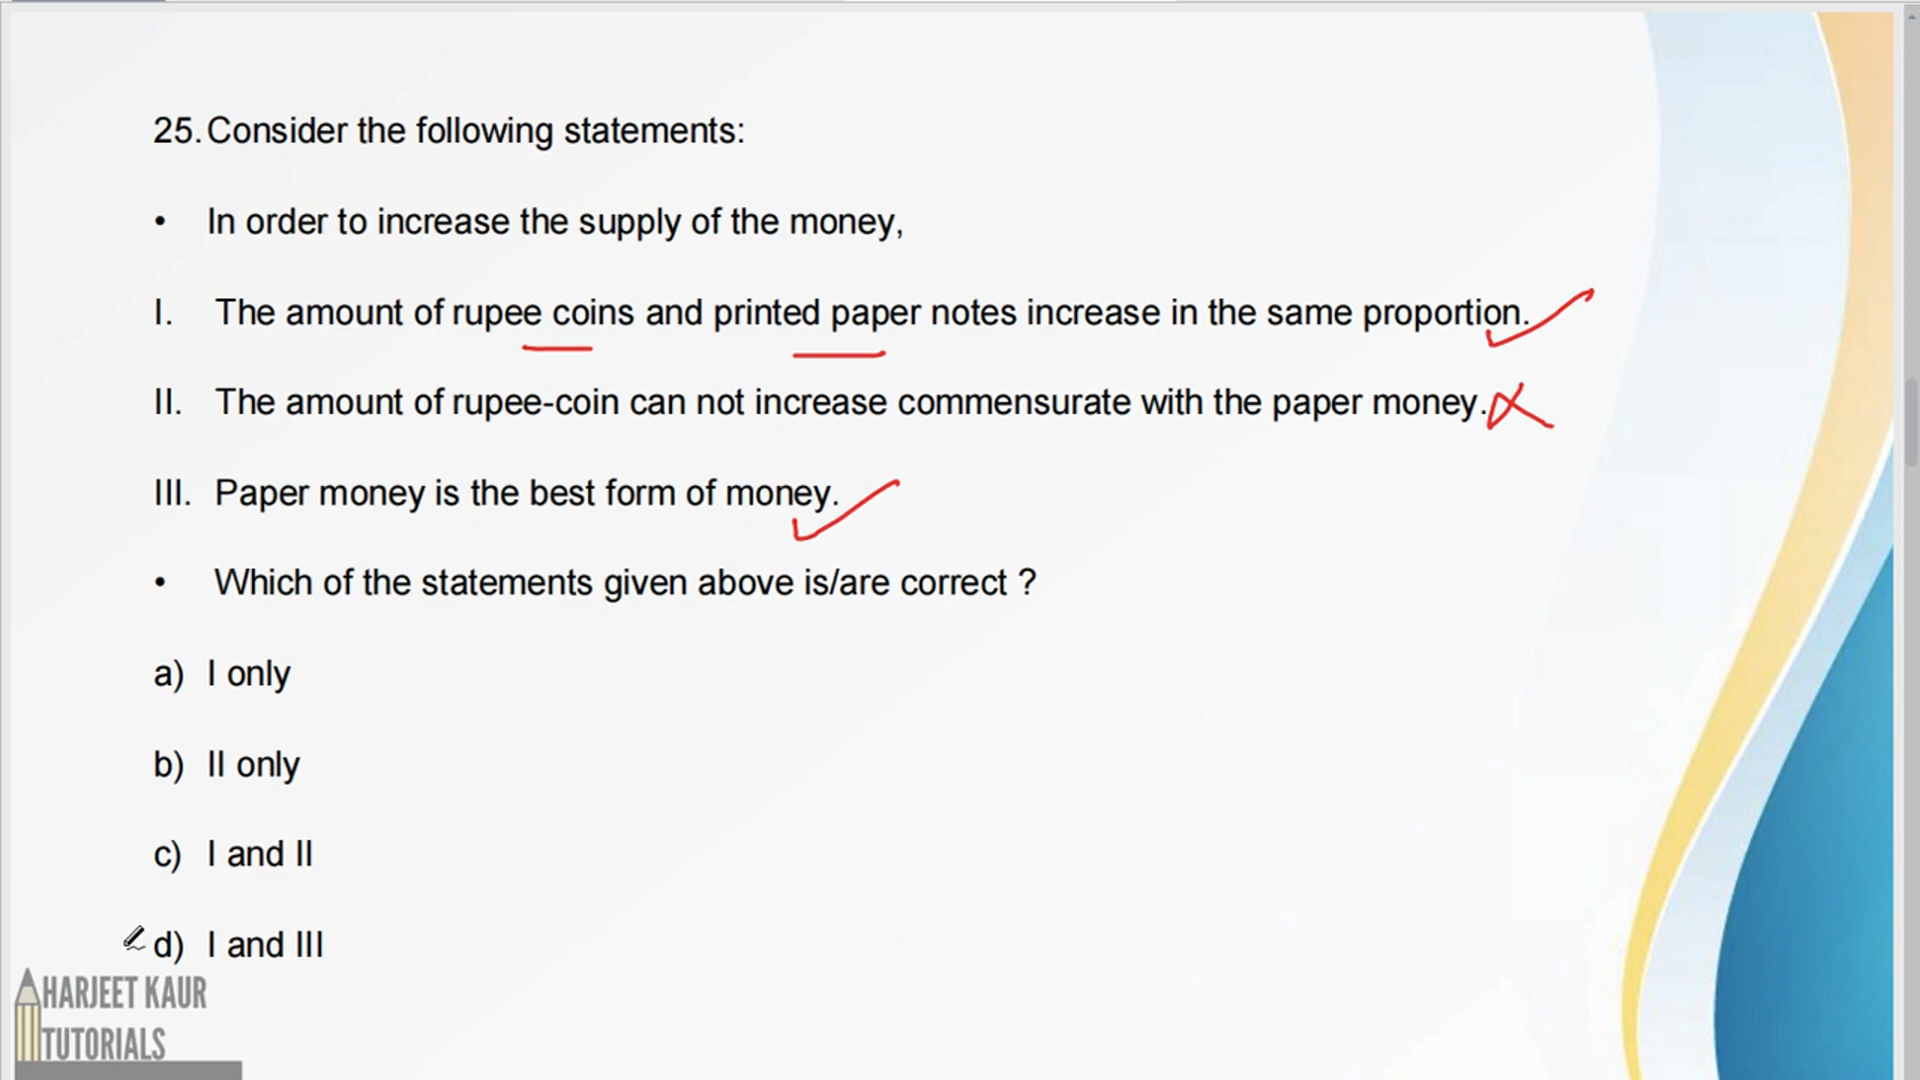 25. Consider the following statements:
• In order to increase the supply of the money,
I. The amount of rupee coins and printed paper notes increase in the same proportion.
II. The amount of rupee-coin can not increase commensurate with the paper money.
III. Paper money is the best form of money.
• Which of the statements given above is/are correct ?
a) I only
b) II only
c) I and II
d) I and III
HARJEET KAUR
TUTORIALS